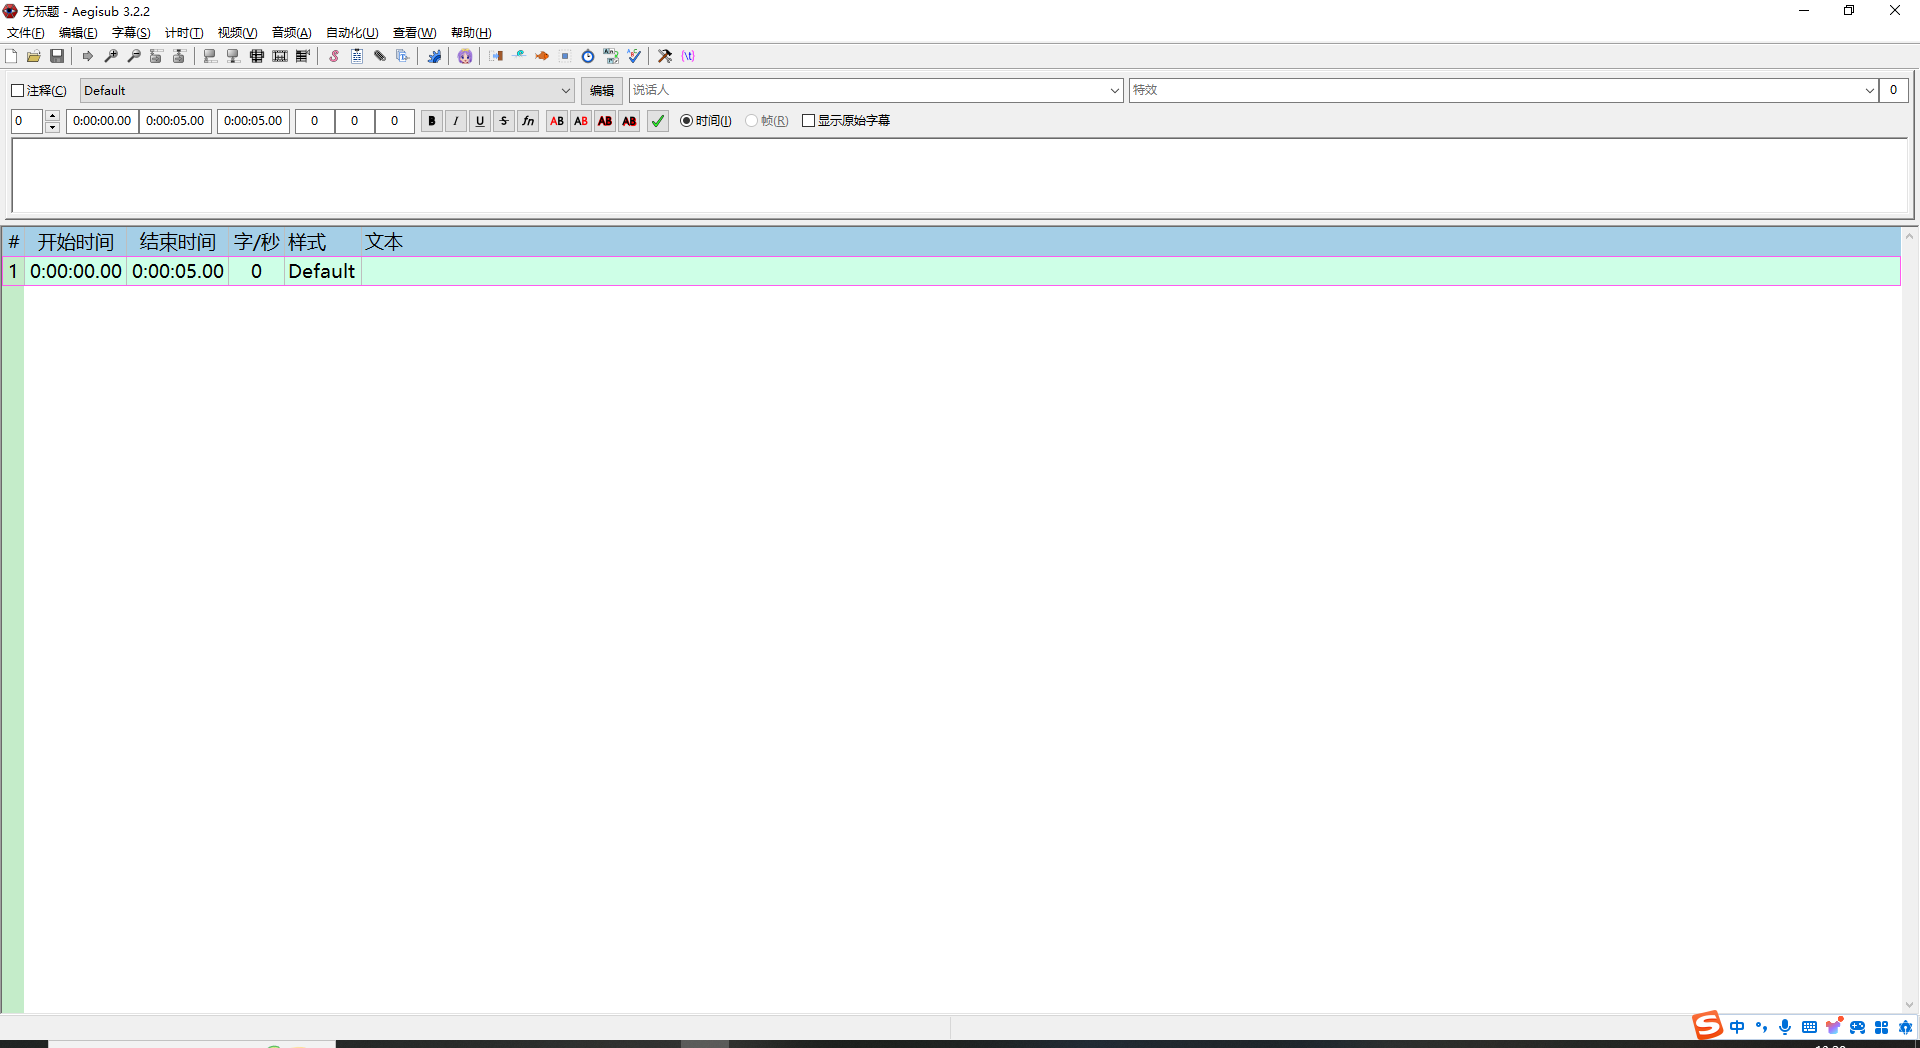 无标题 - Aegisub 3.2.2
文件(F) 编辑(E) 字幕(S) 计时(T) 视频(V) 音频(A) 自动化(U) 查看(W) 帮助(H)
注释(C) Default 编辑 说话人 特效 0
0 0:00:00.00 0:00:05.00 0:00:05.00 0 0 0 B I U S fn AB AB AB AB 时间(I) 帧(R) 显示原始字幕
# 开始时间 结束时间 字/秒 样式 文本
1 0:00:00.00 0:00:05.00 0 Default
中